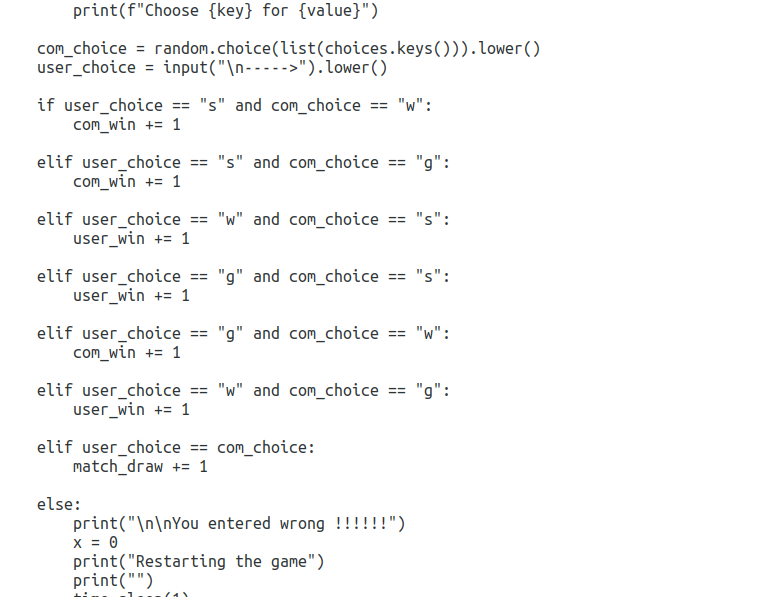 print(f"Choose {key} for {value}")
com_choice = random.choice(list(choices.keys())).lower()
user_choice = input("\n----->").lower()
if user_choice == "s" and com_choice == "w":
com_win += 1
elif user_choice == "s" and com_choice == "g":
com_win += 1
elif user_choice == "w" and com_choice == "s":
user_win += 1
elif user_choice == "g" and com_choice == "s":
user_win += 1
elif user_choice == "g" and com_choice == "w":
com_win += 1
elif user_choice == "w" and com_choice == "g":
user_win += 1
elif user_choice == com_choice:
match_draw += 1
else:
print("\n\nYou entered wrong !!!!!!")
x = 0
print("Restarting the game")
print("")